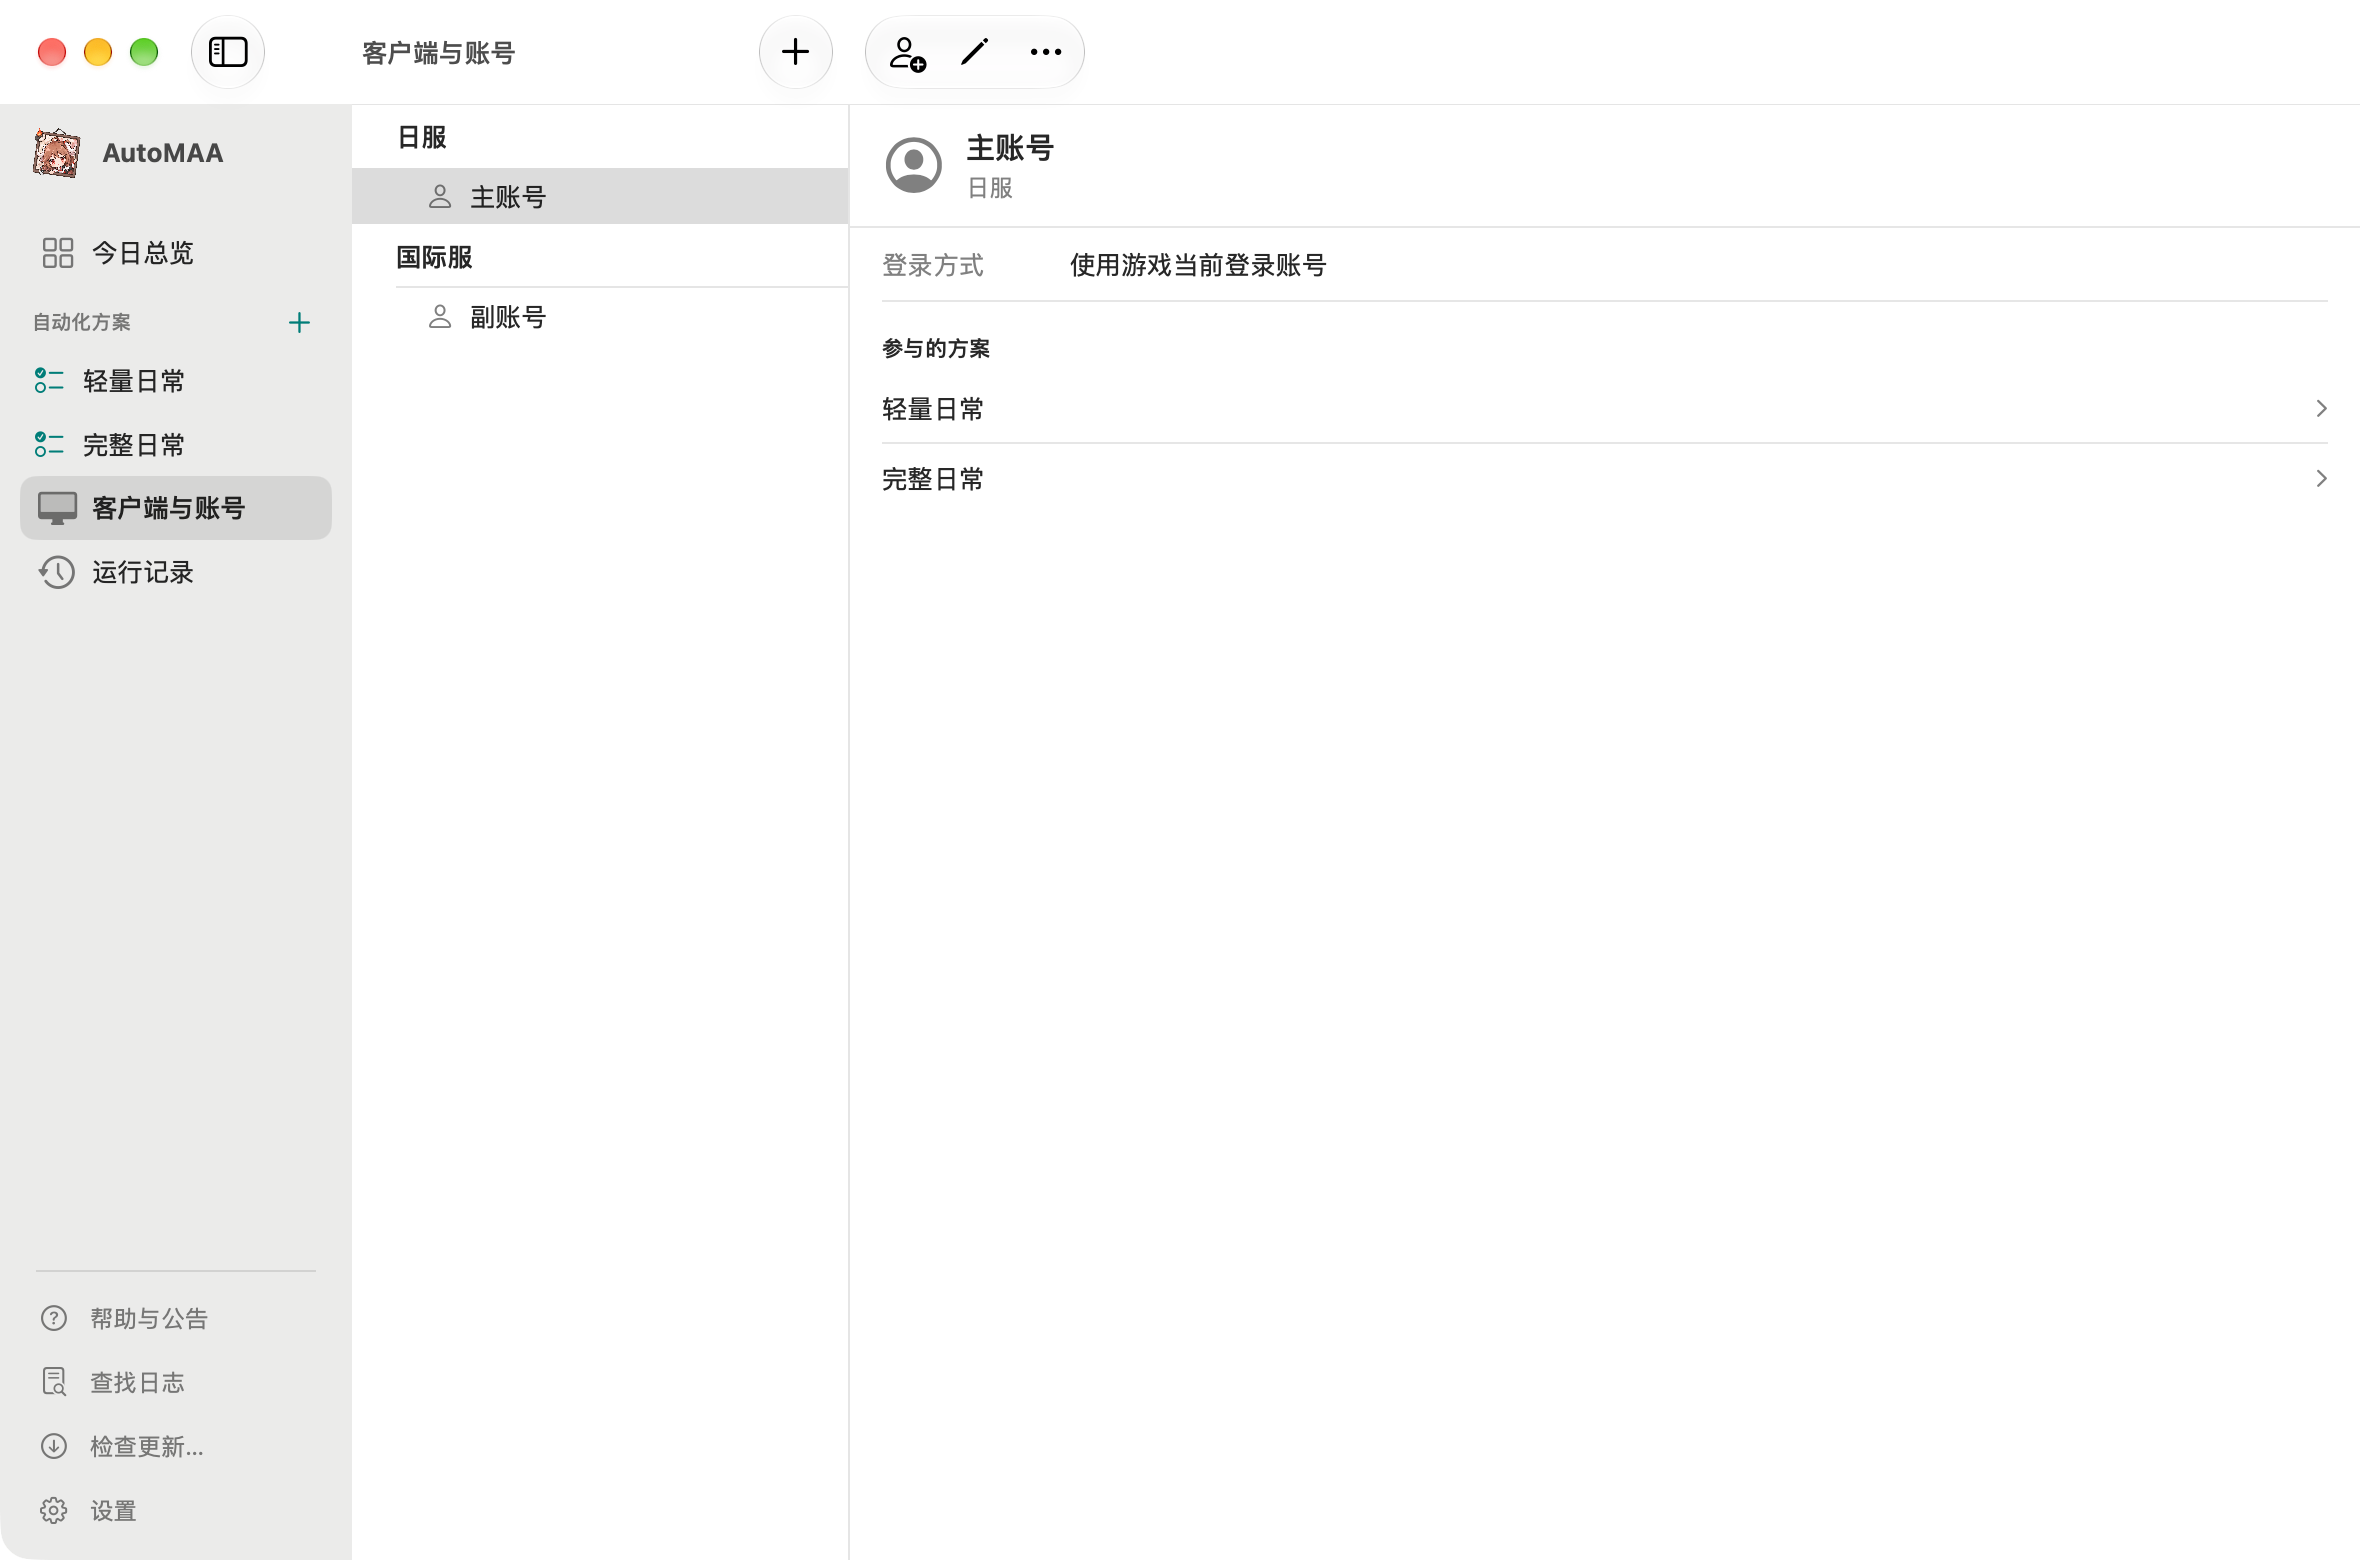 客户端与账号
AutoMAA
今日总览
自动化方案
轻量日常
完整日常
客户端与账号
运行记录
帮助与公告
查找日志
检查更新...
设置
日服
主账号
国际服
副账号
主账号
日服
登录方式 使用游戏当前登录账号
参与的方案
轻量日常
完整日常